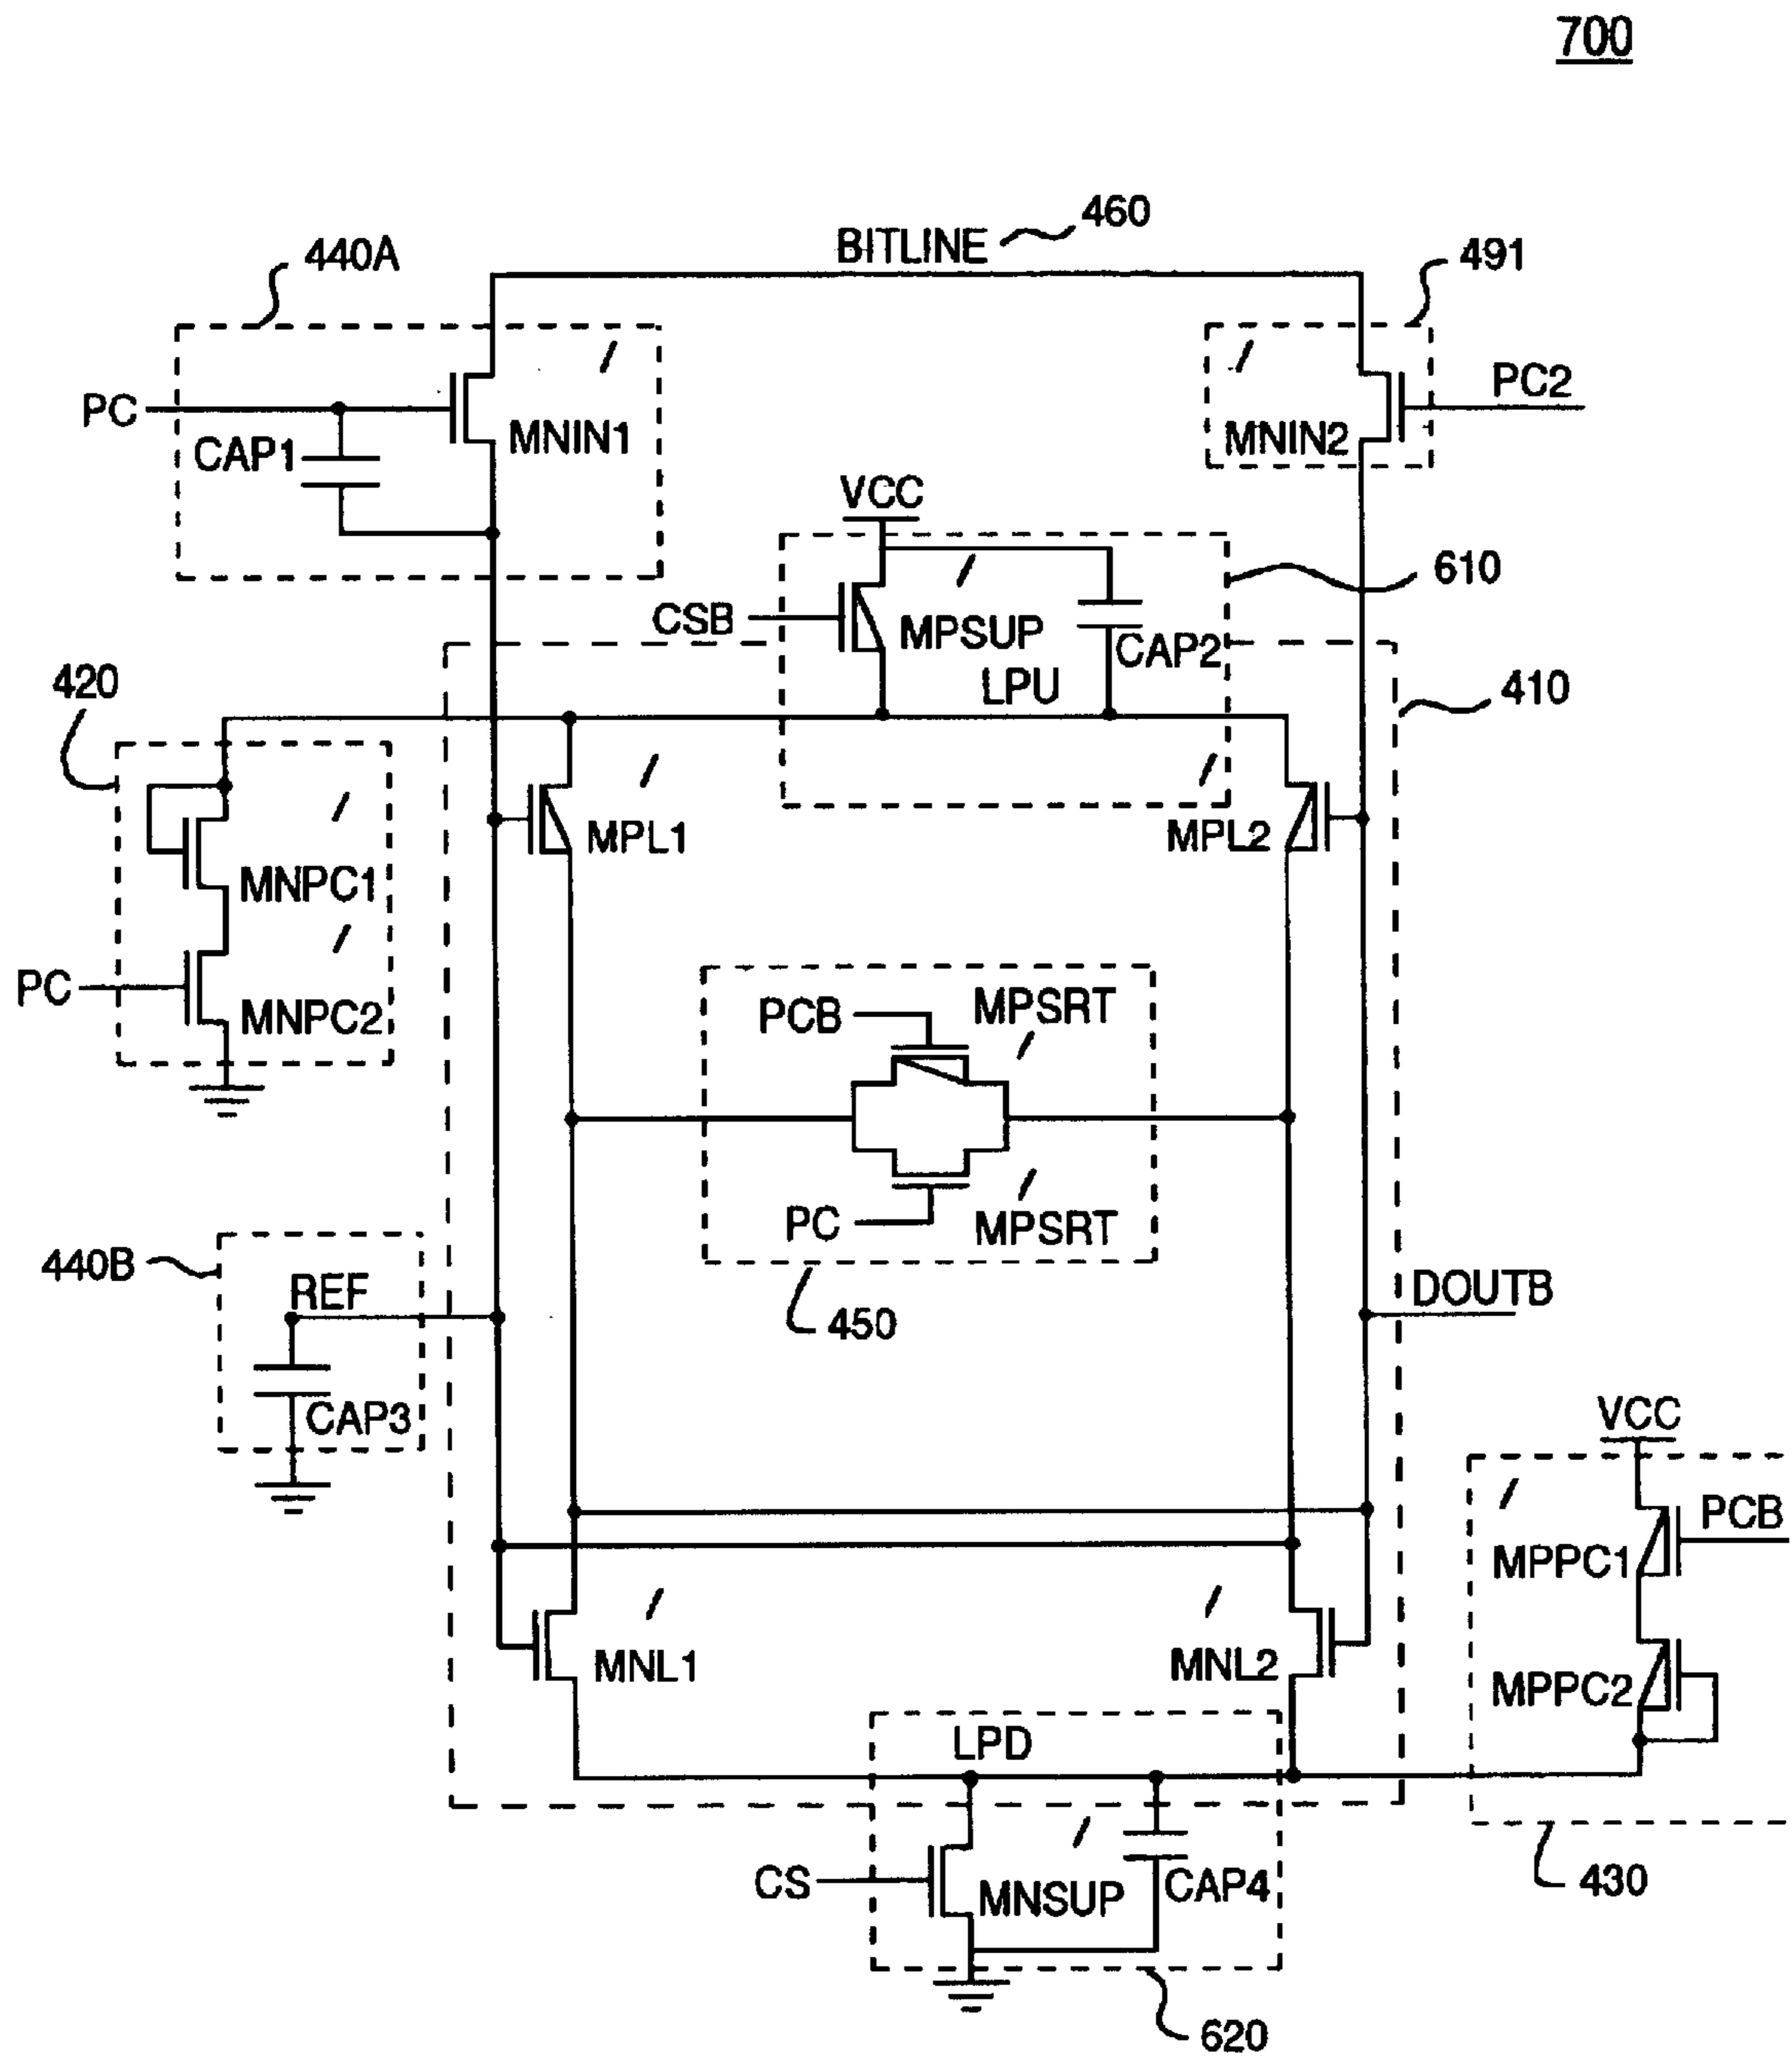 700
BITLINE 460
440A
491
PC
CAP1
MNIN1
MNIN2
PC2
VCC
610
CSB
MPSUP
CAP2
LPU
420
410
MPL1
MPL2
MNPC1
PC
MNPC2
PCB
MPSRT
PC
MPSRT
450
440B
REF
CAP3
DOUTB
VCC
PCB
MPPC1
MPPC2
MNL1
MNL2
LPD
CS
MNSUP
CAP4
430
620